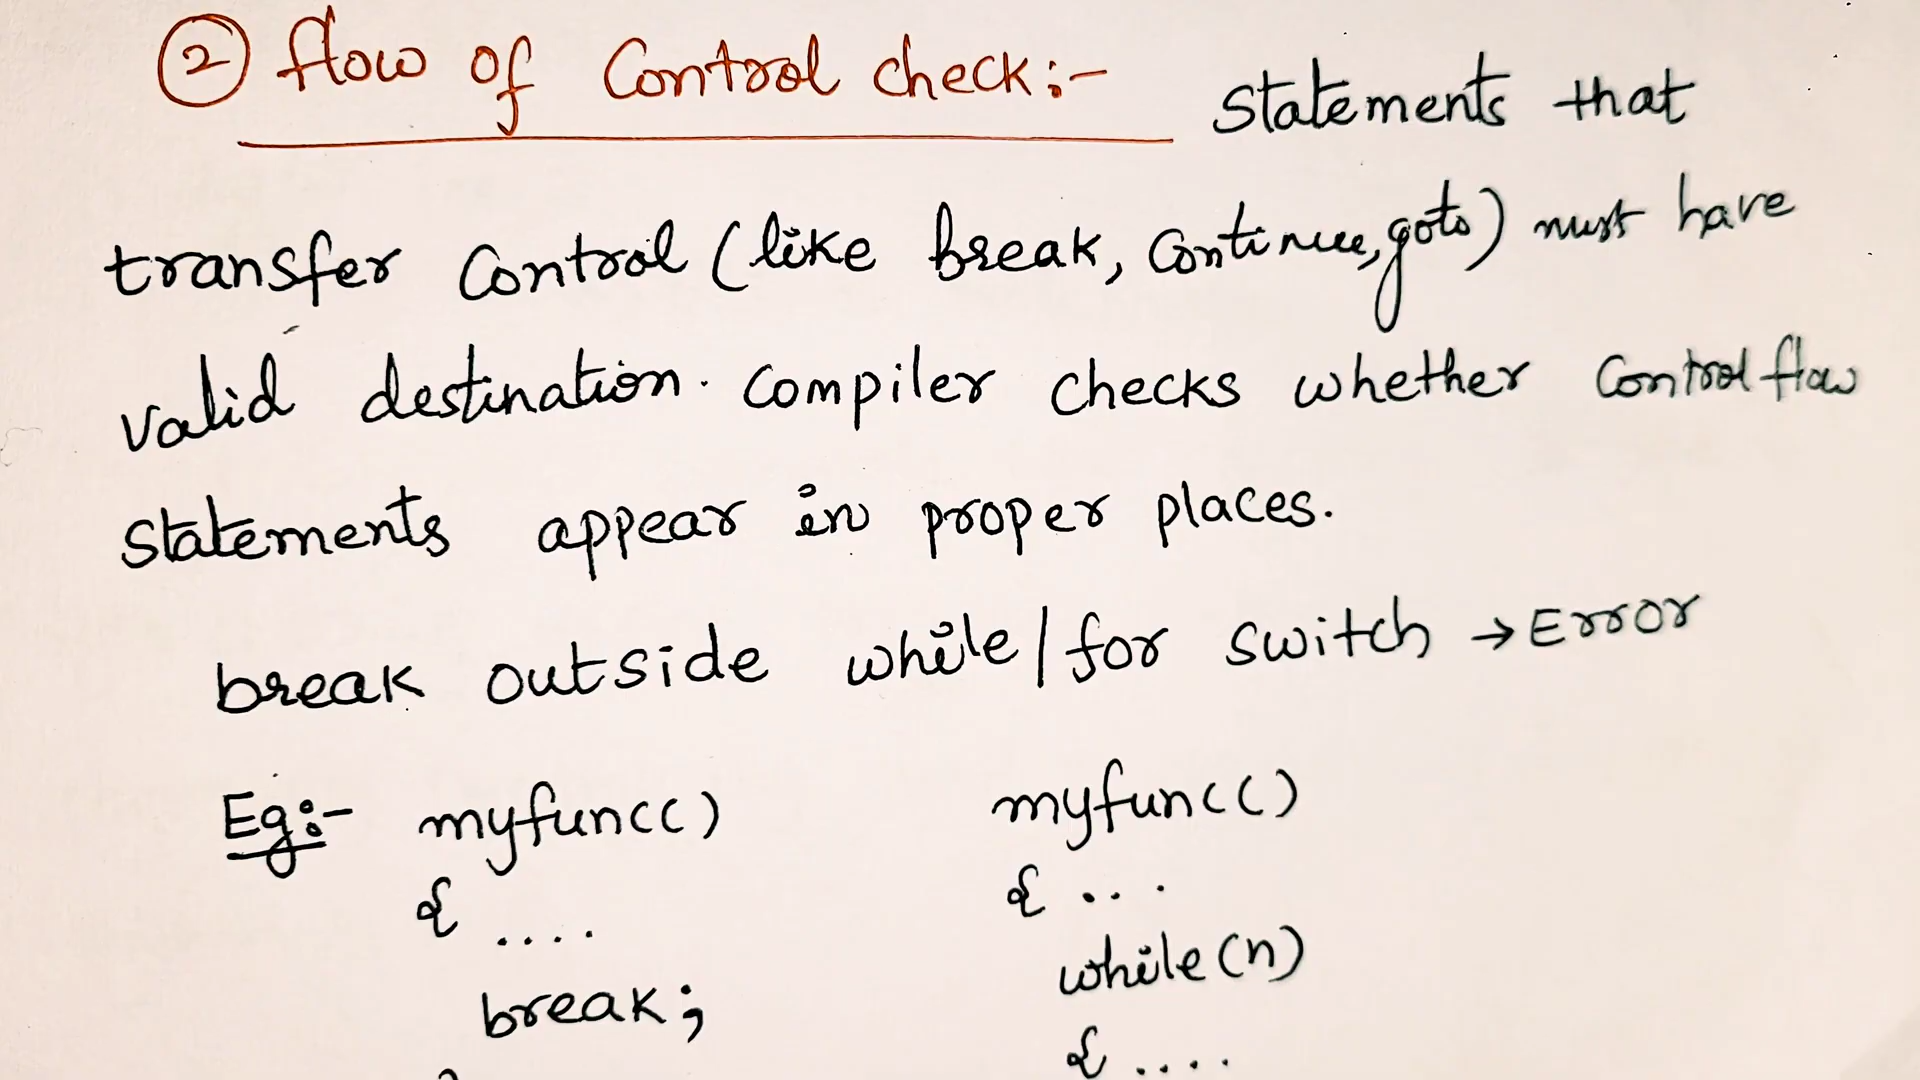 ② flow of Control check:- Statements that
transfer Control (like break, Continue, goto) must have
valid destination. Compiler checks whether Control flow
statements appear in proper places.
break outside while/for switch → Error
Eg:- myfunc() myfunc()
{ .... { ...
while(n)
break;
{ ....